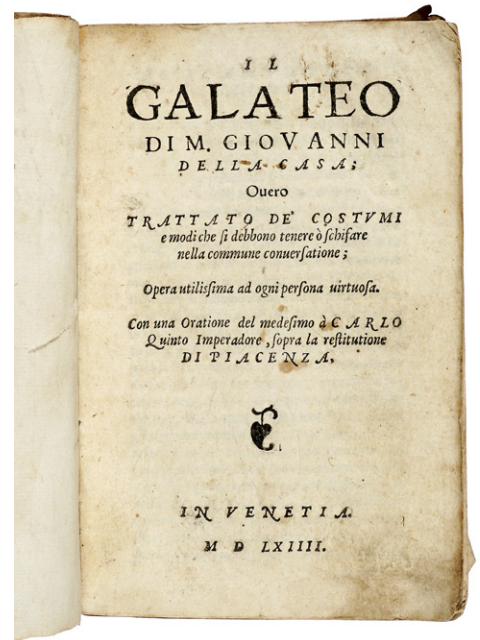 IL
GALATEO
DI M. GIOVANNI
DELLA CASA;
Ouero
TRATTATO DE' COSTVMI
e modi che ſi debbono tenere ò ſchifare
nella commune conuerſatione;
Opera utiliſsima ad ogni perſona uirtuoſa.
Con una Oratione del medeſimo à CARLO
Quinto Imperadore, ſopra la reſtitutione
DI PIACENZA,
IN VENETIA.
M D LXIIII.